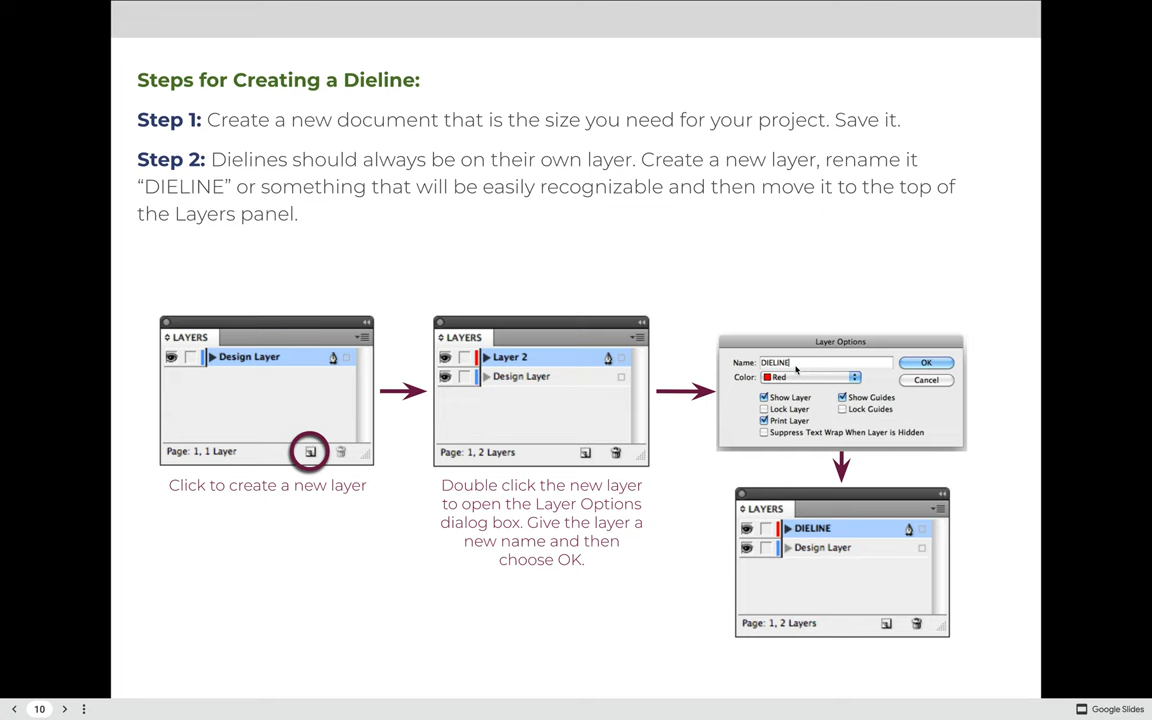 Steps for Creating a Dieline:
Step 1: Create a new document that is the size you need for your project. Save it.
Step 2: Dielines should always be on their own layer. Create a new layer, rename it
“DIELINE” or something that will be easily recognizable and then move it to the top of
the Layers panel.
LAYERS
Design Layer
Page: 1, 1 Layer
Click to create a new layer
LAYERS
Layer 2
Design Layer
Page: 1, 2 Layers
Double click the new layer
to open the Layer Options
dialog box. Give the layer a
new name and then
choose OK.
Layer Options
Name: DIELINE OK
Color: Red Cancel
Show Layer Show Guides
Lock Layer Lock Guides
Print Layer
Suppress Text Wrap When Layer is Hidden
LAYERS
DIELINE
Design Layer
Page: 1, 2 Layers
10 Google Slides